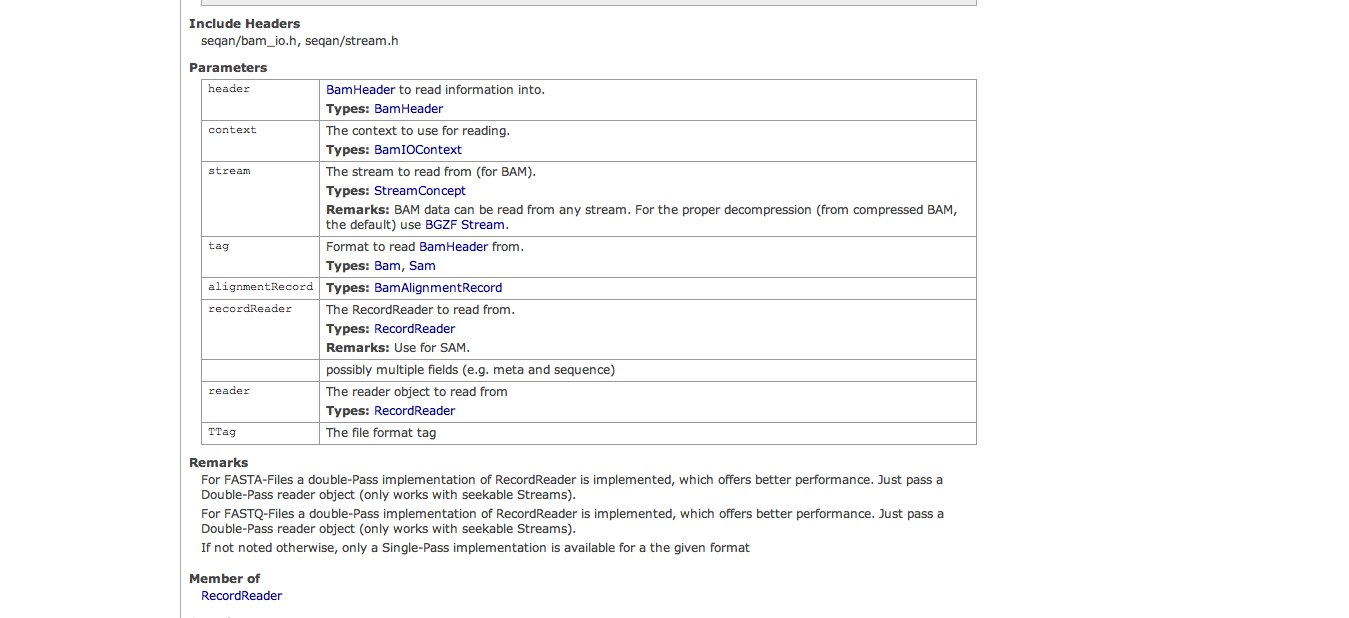 Include Headers
seqan/bam_io.h, seqan/stream.h
Parameters
header
BamHeader to read information into.
Types: BamHeader
context
The context to use for reading.
Types: BamIOContext
stream
The stream to read from (for BAM).
Types: StreamConcept
Remarks: BAM data can be read from any stream. For the proper decompression (from compressed BAM,
the default) use BGZF Stream.
tag
Format to read BamHeader from.
Types: Bam, Sam
alignmentRecord
Types: BamAlignmentRecord
recordReader
The RecordReader to read from.
Types: RecordReader
Remarks: Use for SAM.
possibly multiple fields (e.g. meta and sequence)
reader
The reader object to read from
Types: RecordReader
TTag
The file format tag
Remarks
For FASTA-Files a double-Pass implementation of RecordReader is implemented, which offers better performance. Just pass a
Double-Pass reader object (only works with seekable Streams).
For FASTQ-Files a double-Pass implementation of RecordReader is implemented, which offers better performance. Just pass a
Double-Pass reader object (only works with seekable Streams).
If not noted otherwise, only a Single-Pass implementation is available for a the given format
Member of
RecordReader